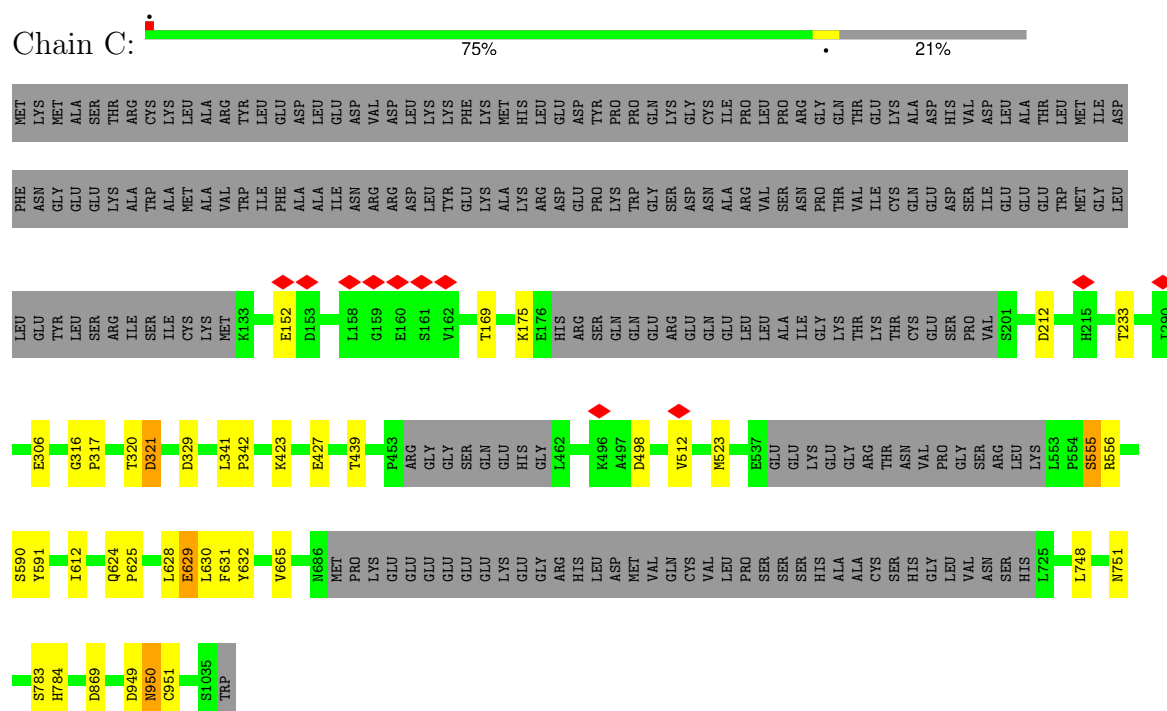 Chain C:
75%
21%
MET LYS MET ALA SER THR ARG CYS LYS LEU ALA ARG TYR LEU GLU ASP LEU GLU ASP VAL ASP LEU LYS LYS PHE LYS MET HIS LEU GLU ASP TYR PRO PRO GLN LYS GLY CYS ILE PRO LEU PRO ARG GLY GLN THR GLU LYS ALA ASP HIS VAL ASP LEU ALA THR LEU MET ILE ASP
PHE ASN GLY GLU GLU LYS ALA TRP ALA MET ALA VAL TRP ILE PHE ALA ALA ILE ASN ARG ARG ASP LEU TYR GLU LYS ALA LYS ARG ASP GLU PRO LYS TRP GLY SER ASP ASN ALA ARG VAL SER ASN PRO THR VAL ILE CYS GLN GLU ASP SER ILE GLU GLU GLU TRP MET GLY LEU
LEU GLU TYR LEU SER ARG ILE SER ILE CYS LYS MET K133 E152 D153 L158 G159 E160 S161 V162 T169 K175 E176 HIS ARG SER GLN GLN GLU ARG GLU GLN GLU LEU LEU ALA ILE GLY LYS THR LYS THR CYS GLU SER PRO VAL S201 D212 H215 T233 I290
E306 G316 P317 T320 D321 D329 L341 P342 K423 E427 T439 P453 ARG GLY GLY SER GLN GLU HIS GLY L462 K496 A497 D498 V512 M523 E537 GLU GLU LYS GLU GLY ARG THR ASN VAL PRO GLY SER ARG LEU LYS L553 P554 S555 R556
S590 Y591 I612 Q624 P625 L628 E629 L630 F631 Y632 V665 N686 MET PRO LYS GLU GLU GLU GLU GLU GLU LYS GLU GLY ARG HIS LEU ASP MET VAL GLN CYS VAL LEU PRO SER SER SER HIS ALA ALA CYS SER HIS GLY LEU VAL ASN SER HIS L725 L748 N751
S783 H784 D869 D949 N950 C951 S1035 TRP